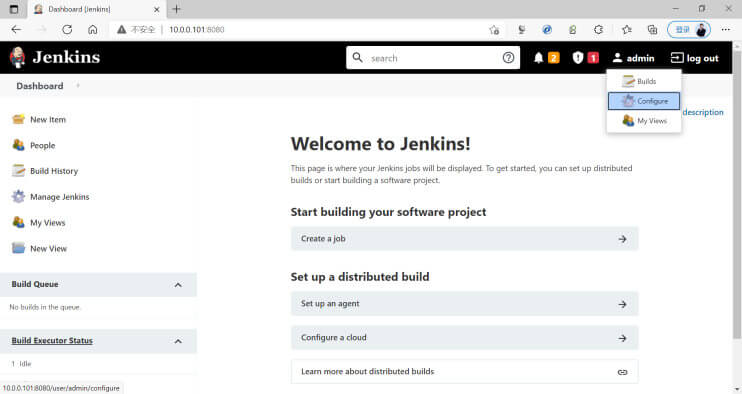 Dashboard [Jenkins]
不安全 10.0.0.101:8080
登录
Jenkins
search
2
1
admin
log out
Dashboard
Builds
Configure
My Views
description
New Item
People
Build History
Manage Jenkins
My Views
New View
Build Queue
No builds in the queue.
Build Executor Status
1 Idle
Welcome to Jenkins!
This page is where your Jenkins jobs will be displayed. To get started, you can set up distributed
builds or start building a software project.
Start building your software project
Create a job
Set up a distributed build
Set up an agent
Configure a cloud
Learn more about distributed builds
10.0.0.101:8080/user/admin/configure